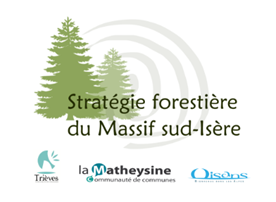 Stratégie forestière
du Massif sud-Isère
Trièves
la Matheysine
Communauté de communes
Oisans